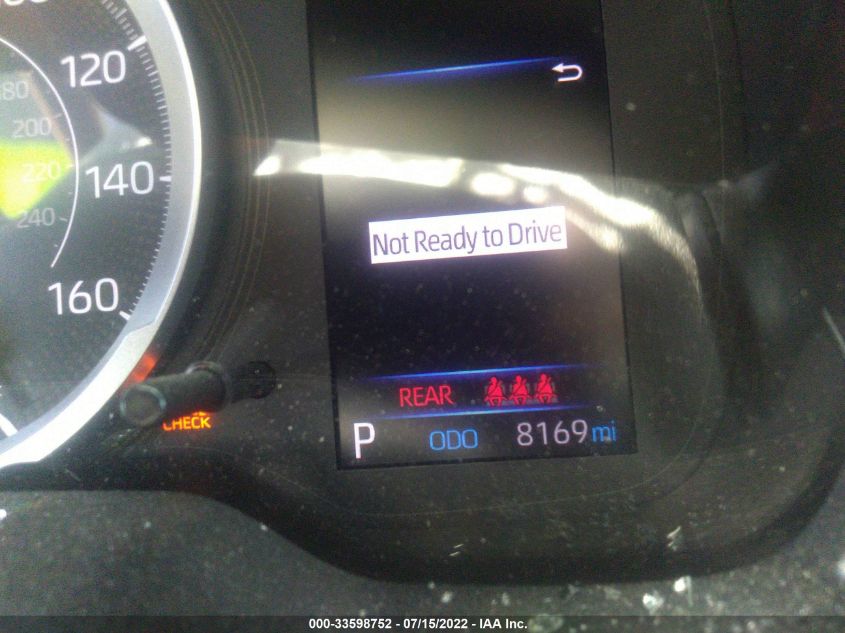 120
180
200
220
140
240
160
Not Ready to Drive
REAR
CHECK
P ODO 8169 mi
000-33598752 - 07/15/2022 - IAA Inc.